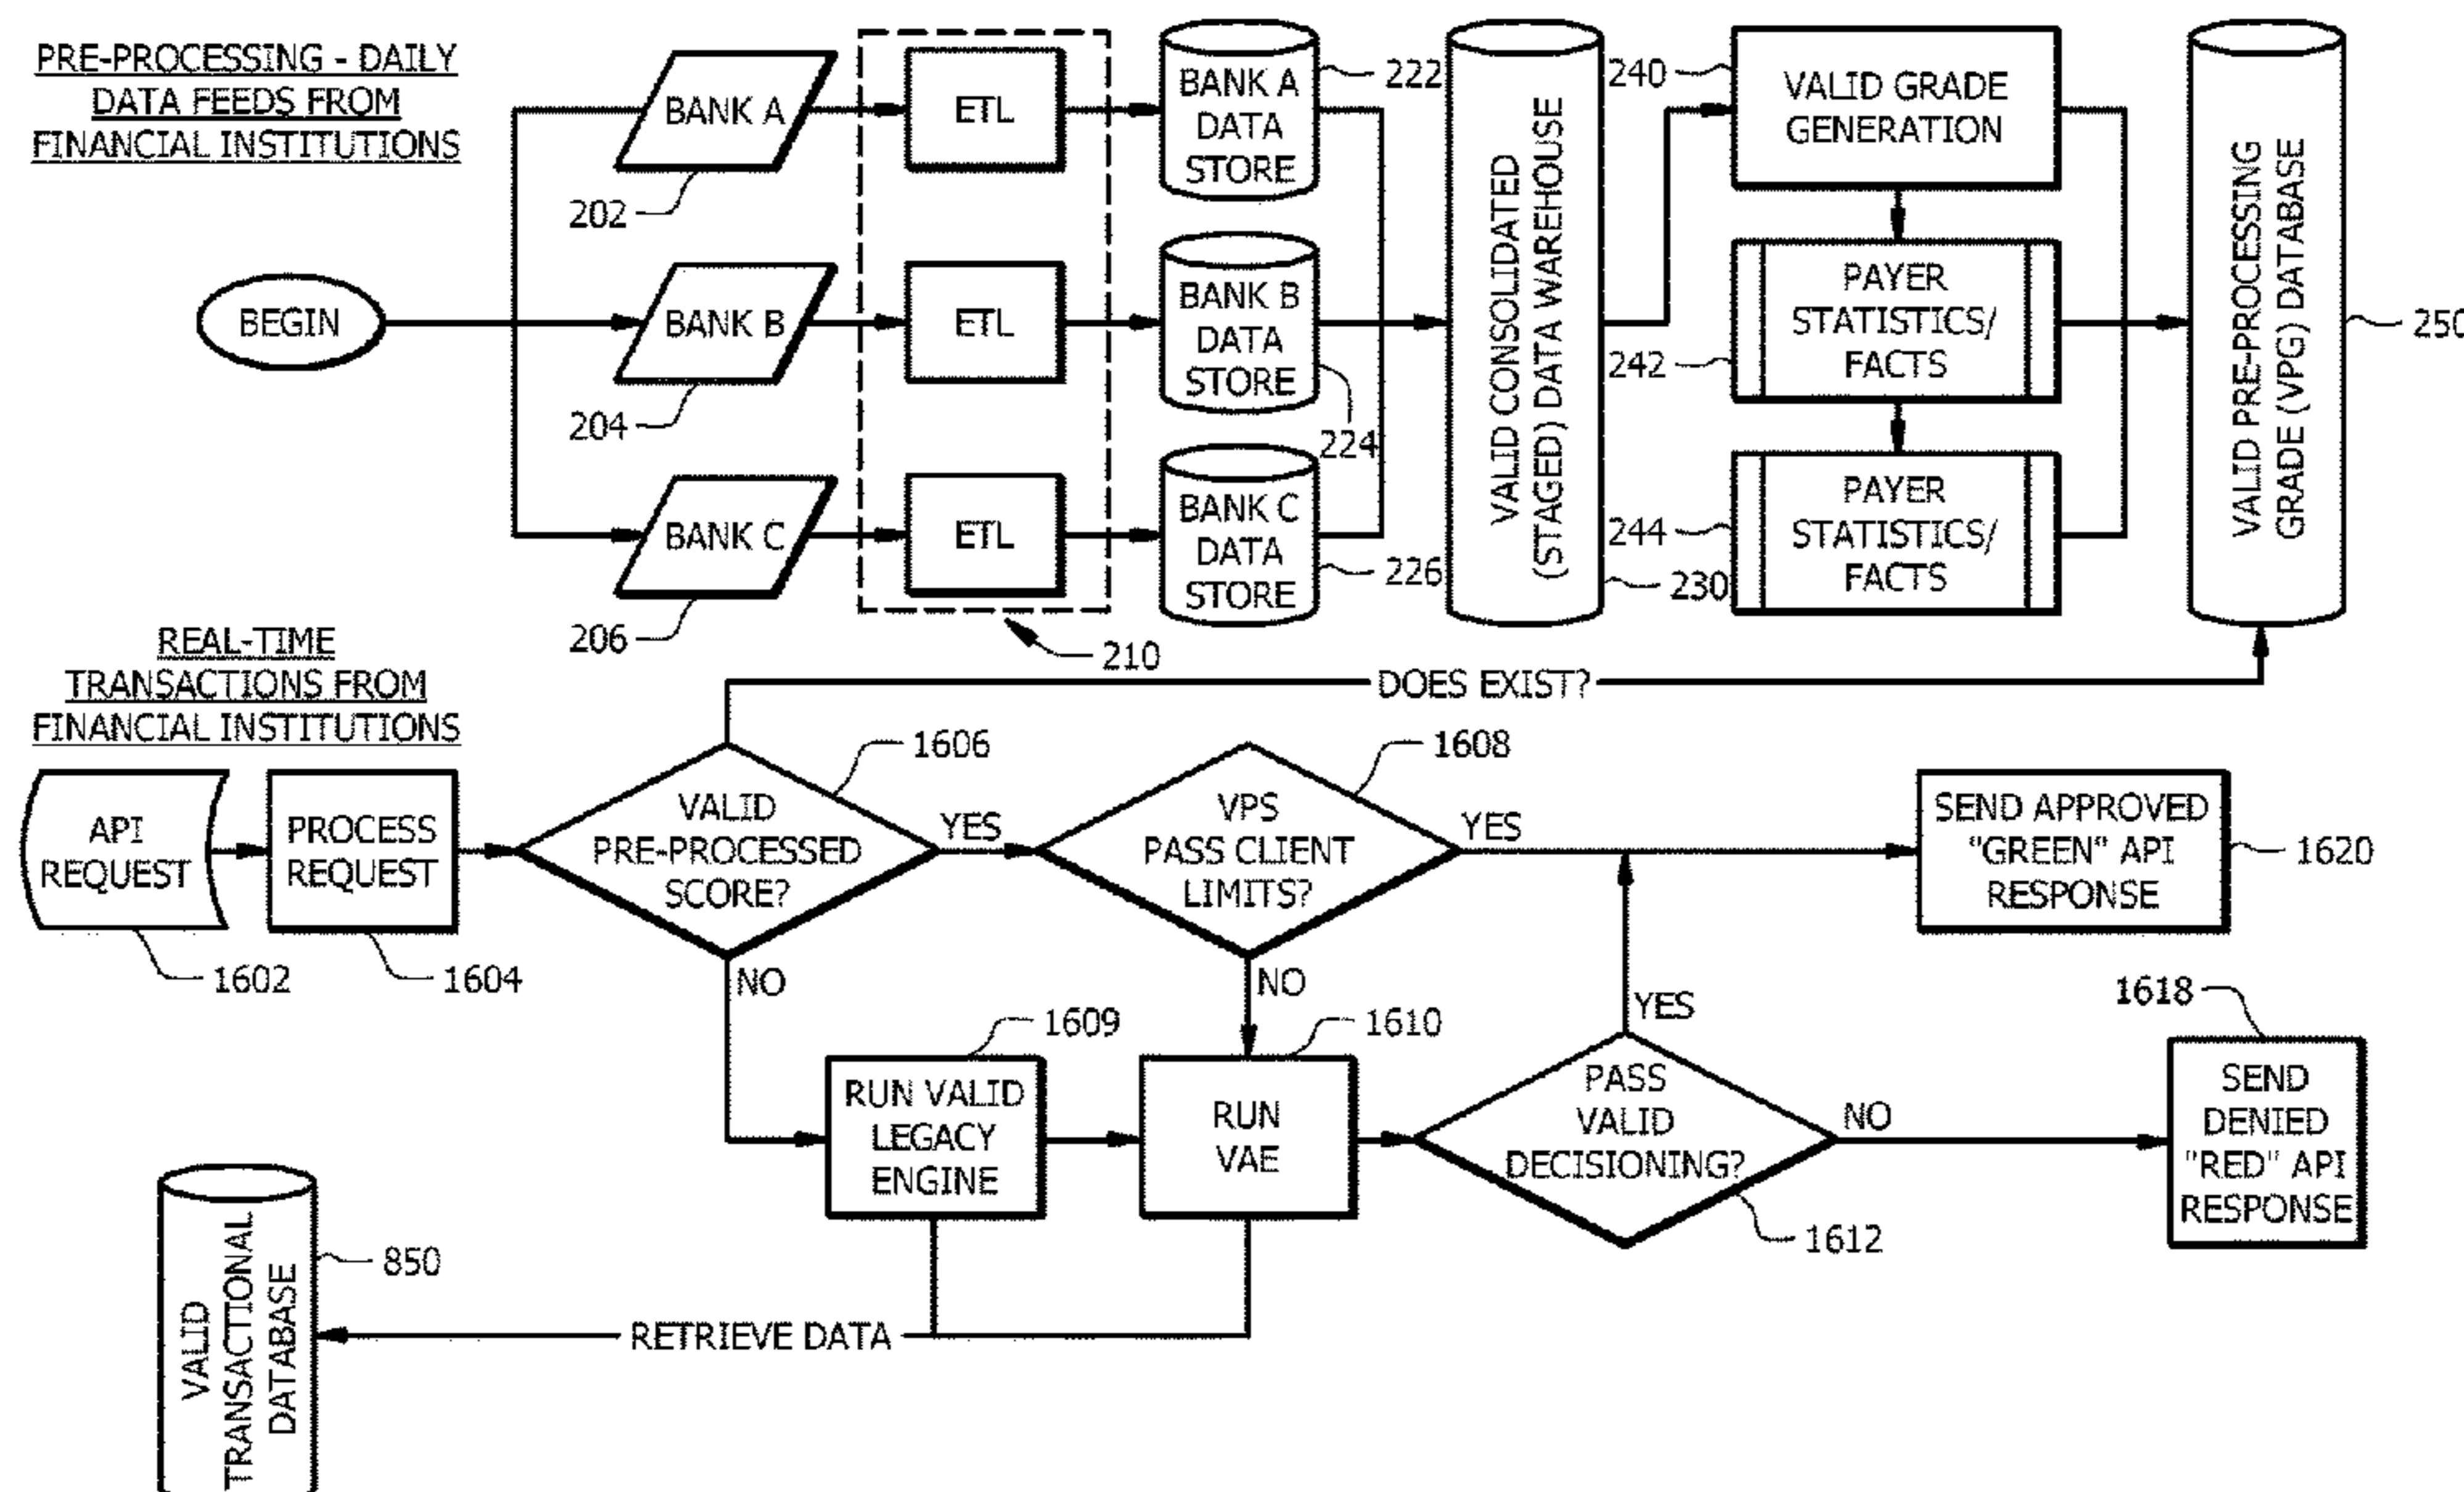 PRE-PROCESSING - DAILY
DATA FEEDS FROM
FINANCIAL INSTITUTIONS
BEGIN
BANK A
202
BANK B
204
BANK C
206
ETL
ETL
ETL
210
BANK A
DATA
STORE
222
BANK B
DATA
STORE
224
BANK C
DATA
STORE
226
VALID CONSOLIDATED
(STAGED) DATA WAREHOUSE
230
240
VALID GRADE
GENERATION
242
PAYER
STATISTICS/
FACTS
244
PAYER
STATISTICS/
FACTS
VALID PRE-PROCESSING
GRADE (VPG) DATABASE
250
REAL-TIME
TRANSACTIONS FROM
FINANCIAL INSTITUTIONS
DOES EXIST?
API
REQUEST
1602
PROCESS
REQUEST
1604
VALID
PRE-PROCESSED
SCORE?
1606
YES
NO
VPS
PASS CLIENT
LIMITS?
1608
YES
NO
SEND APPROVED
"GREEN" API
RESPONSE
1620
RUN VALID
LEGACY
ENGINE
1609
RUN
VAE
1610
PASS
VALID
DECISIONING?
1612
YES
NO
1618
SEND
DENIED
"RED" API
RESPONSE
RETRIEVE DATA
VALID
TRANSACTIONAL
DATABASE
850